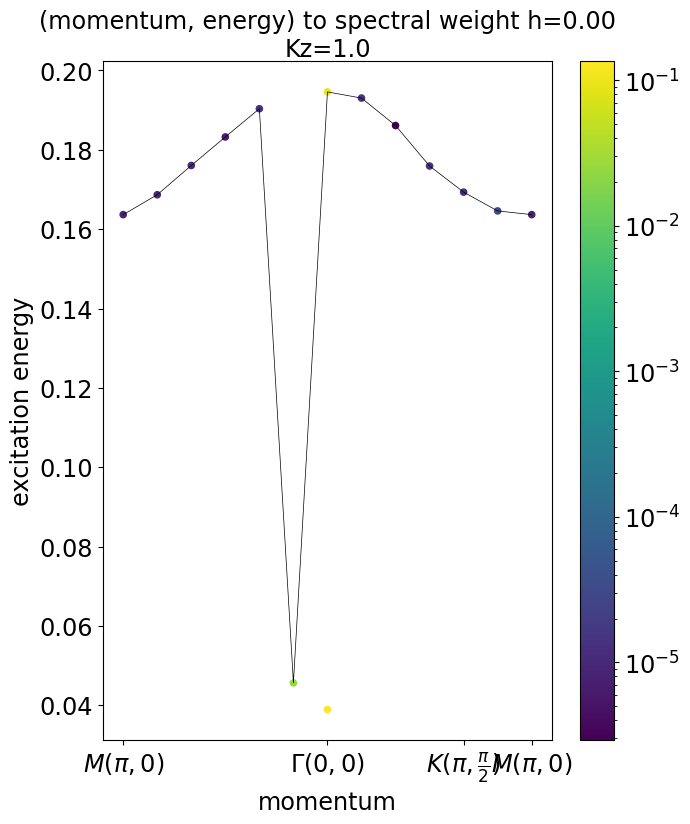 (momentum, energy) to spectral weight h=0.00
Kz=1.0
0.20
0.18
0.16
0.14
0.12
0.10
0.08
0.06
0.04
excitation energy
M(π, 0)
Γ(0, 0)
K(π, π/2)
M(π, 0)
momentum
10⁻¹
10⁻²
10⁻³
10⁻⁴
10⁻⁵